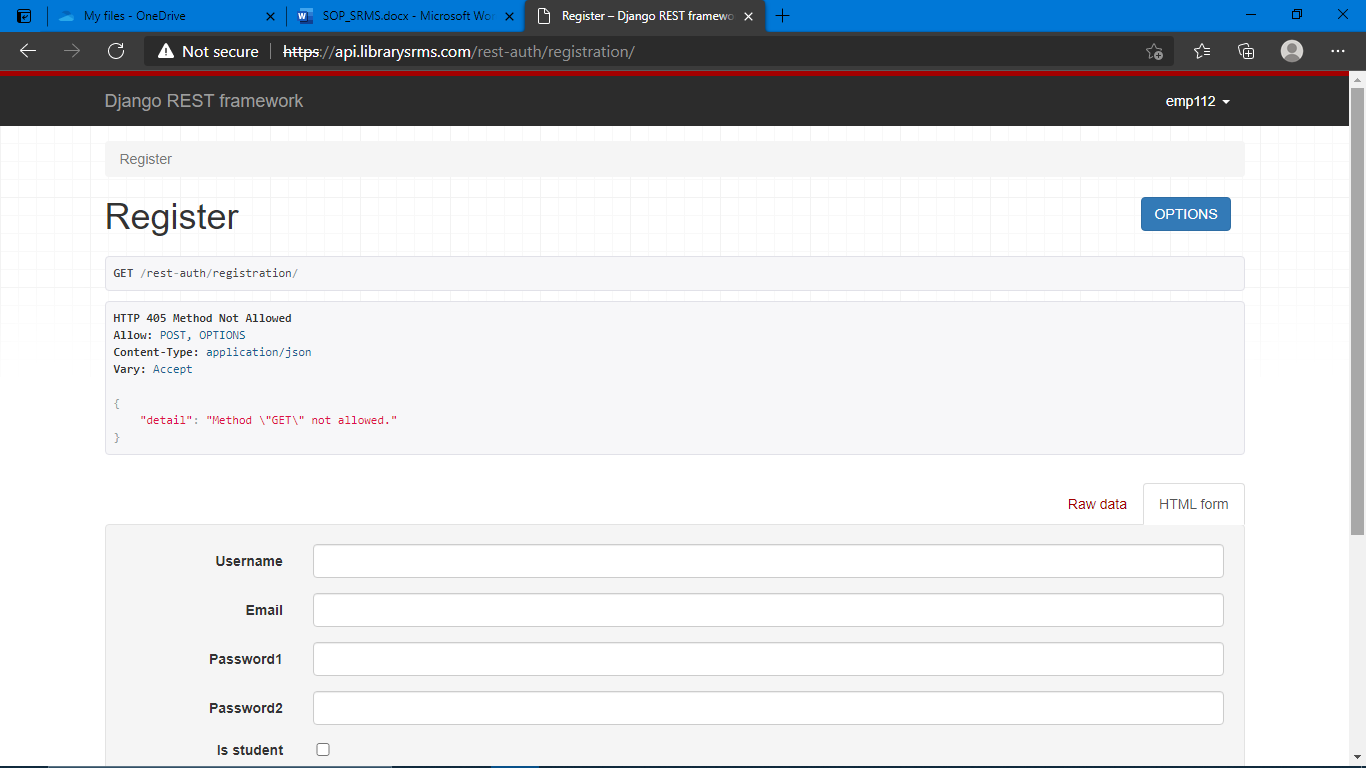 My files - OneDrive
SOP_SRMS.docx - Microsoft Wor
Register – Django REST framewo
Not secure https://api.librarysrms.com/rest-auth/registration/
Django REST framework
emp112
Register
Register
OPTIONS
GET /rest-auth/registration/
HTTP 405 Method Not Allowed
Allow: POST, OPTIONS
Content-Type: application/json
Vary: Accept
{
"detail": "Method \"GET\" not allowed."
}
Raw data
HTML form
Username
Email
Password1
Password2
Is student